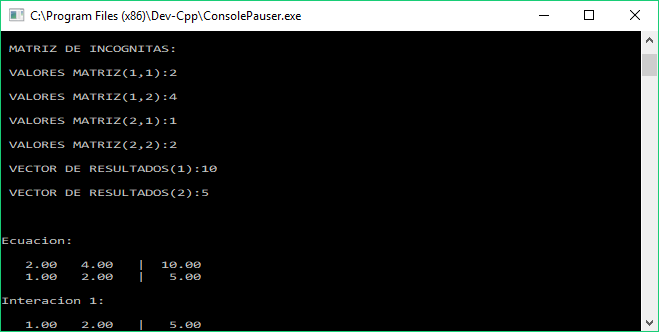 C:\Program Files (x86)\Dev-Cpp\ConsolePauser.exe
MATRIZ DE INCOGNITAS:
VALORES MATRIZ(1,1):2
VALORES MATRIZ(1,2):4
VALORES MATRIZ(2,1):1
VALORES MATRIZ(2,2):2
VECTOR DE RESULTADOS(1):10
VECTOR DE RESULTADOS(2):5
Ecuacion:
2.00 4.00 | 10.00
1.00 2.00 | 5.00
Interacion 1:
1.00 2.00 | 5.00